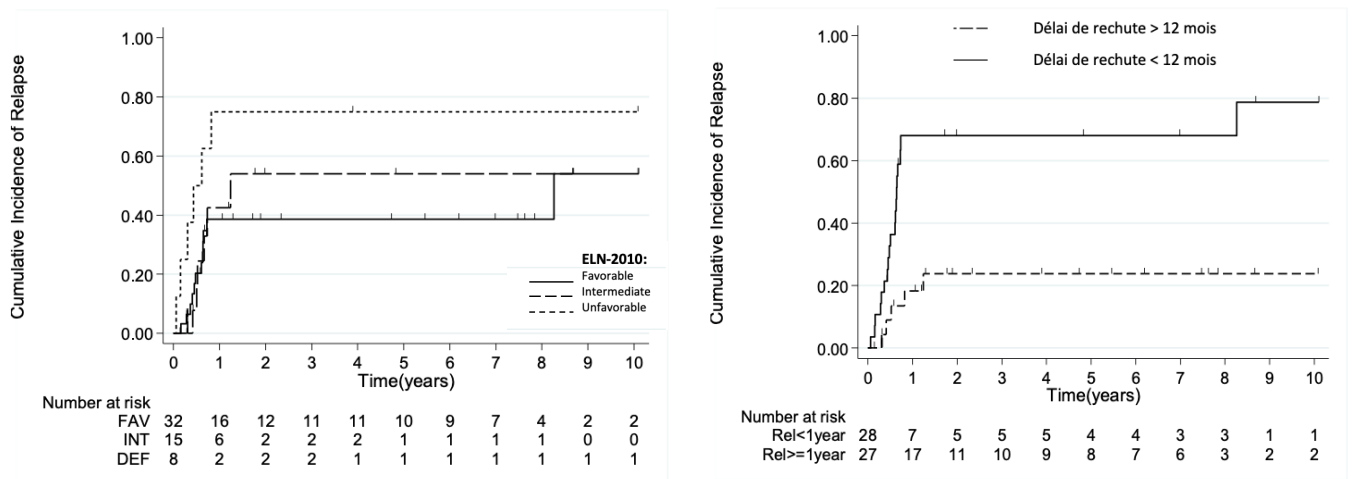 Cumulative Incidence of Relapse
1.00
0.80
0.60
0.40
0.20
0.00
ELN-2010:
Favorable
Intermediate
Unfavorable
0 1 2 3 4 5 6 7 8 9 10
Time(years)
Number at risk
FAV 32 16 12 11 11 10 9 7 4 2 2
INT 15 6 2 2 2 1 1 1 1 0 0
DEF 8 2 2 2 1 1 1 1 1 1 1
Cumulative Incidence of Relapse
Délai de rechute > 12 mois
Délai de rechute < 12 mois
1.00
0.80
0.60
0.40
0.20
0.00
0 1 2 3 4 5 6 7 8 9 10
Time(years)
Number at risk
Rel<1year 28 7 5 5 5 4 4 3 3 1 1
Rel>=1year 27 17 11 10 9 8 7 6 3 2 2